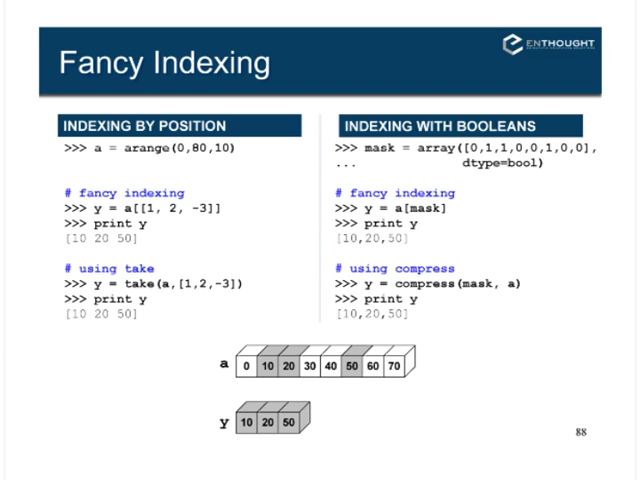 ENTHOUGHT
Fancy Indexing
INDEXING BY POSITION
>>> a = arange(0,80,10)
# fancy indexing
>>> y = a[[1, 2, -3]]
>>> print y
[10 20 50]
# using take
>>> y = take(a,[1,2,-3])
>>> print y
[10 20 50]
INDEXING WITH BOOLEANS
>>> mask = array([0,1,1,0,0,1,0,0],
... dtype=bool)
# fancy indexing
>>> y = a[mask]
>>> print y
[10,20,50]
# using compress
>>> y = compress(mask, a)
>>> print y
[10,20,50]
a 0 10 20 30 40 50 60 70
y 10 20 50
88